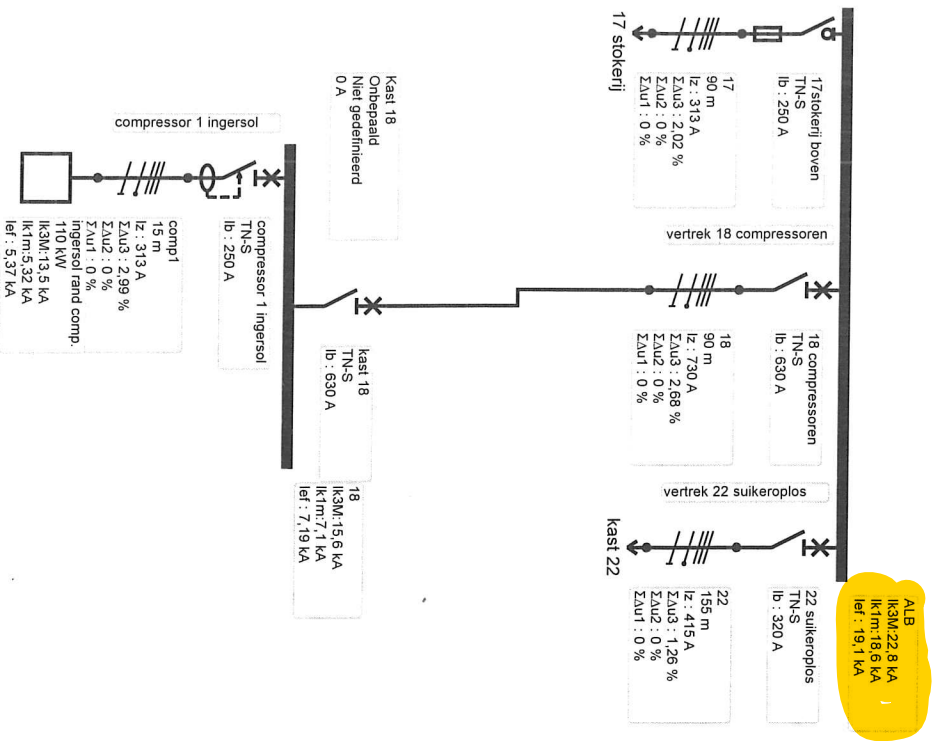 17stokerij boven
TN-S
Ib : 250 A
17
90 m
Iz : 313 A
ΣΔu3 : 2,02 %
ΣΔu2 : 0 %
ΣΔu1 : 0 %
17 stokerij
vertrek 18 compressoren
18 compressoren
TN-S
Ib : 630 A
18
90 m
Iz : 730 A
ΣΔu3 : 2,68 %
ΣΔu2 : 0 %
ΣΔu1 : 0 %
vertrek 22 suikeroplos
22 suikeroplos
TN-S
Ib : 320 A
22
155 m
Iz : 415 A
ΣΔu3 : 1,26 %
ΣΔu2 : 0 %
ΣΔu1 : 0 %
kast 22
ALB
Ik3M:22,8 kA
Ik1m:18,6 kA
Ief : 19,1 kA
Kast 18
Onbepaald
Niet gedefinieerd
0 A
kast 18
TN-S
Ib : 630 A
18
Ik3M:15,6 kA
Ik1m:7,1 kA
Ief : 7,19 kA
compressor 1 ingersol
compressor 1 ingersol
TN-S
Ib : 250 A
comp1
15 m
Iz : 313 A
ΣΔu3 : 2,99 %
ΣΔu2 : 0 %
ΣΔu1 : 0 %
ingersol rand comp.
110 kW
Ik3M:13,5 kA
Ik1m:5,32 kA
Ief : 5,37 kA